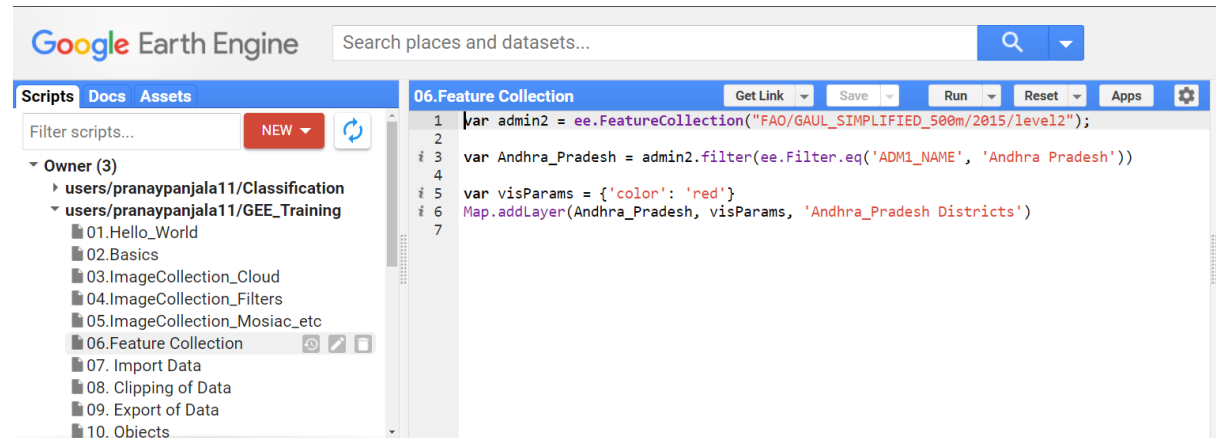 Google Earth Engine
Search places and datasets...
Scripts Docs Assets
Filter scripts...
NEW
Owner (3)
users/pranaypanjala11/Classification
users/pranaypanjala11/GEE_Training
01.Hello_World
02.Basics
03.ImageCollection_Cloud
04.ImageCollection_Filters
05.ImageCollection_Mosiac_etc
06.Feature Collection
07. Import Data
08. Clipping of Data
09. Export of Data
10. Objects
06.Feature Collection
Get Link Save Run Reset Apps
1 var admin2 = ee.FeatureCollection("FAO/GAUL_SIMPLIFIED_500m/2015/level2");
2
i 3 var Andhra_Pradesh = admin2.filter(ee.Filter.eq('ADM1_NAME', 'Andhra Pradesh'))
4
i 5 var visParams = {'color': 'red'}
i 6 Map.addLayer(Andhra_Pradesh, visParams, 'Andhra_Pradesh Districts')
7